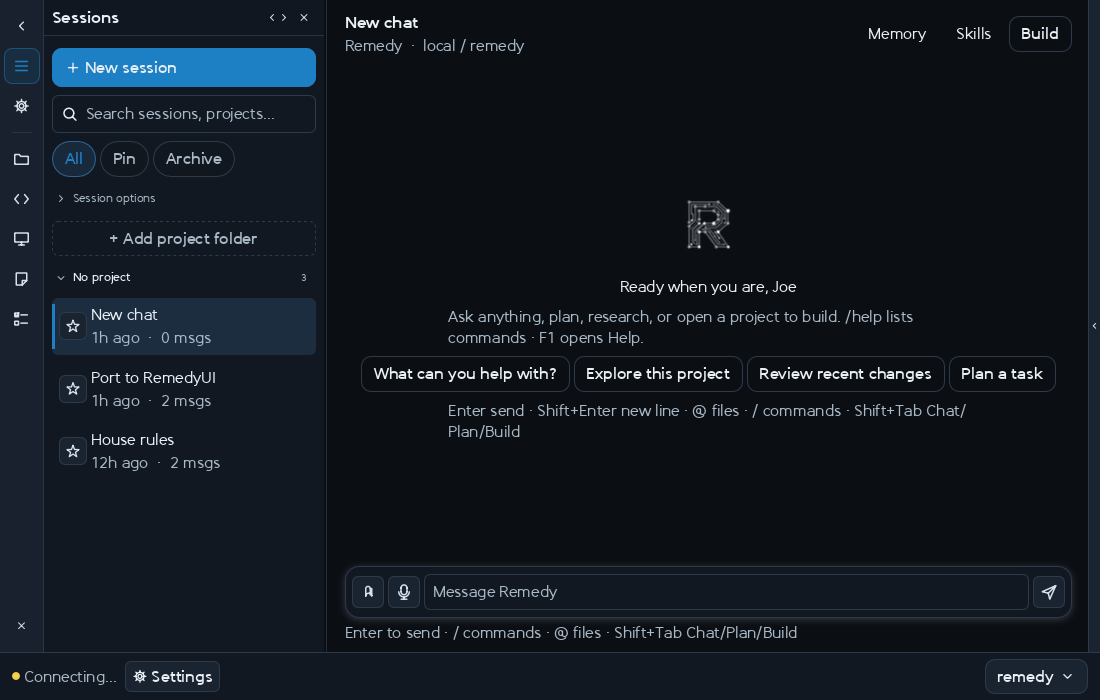 Sessions
+ New session
Search sessions, projects...
All
Pin
Archive
Session options
+ Add project folder
No project
3
New chat
1h ago · 0 msgs
Port to RemedyUI
1h ago · 2 msgs
House rules
12h ago · 2 msgs
New chat
Remedy · local / remedy
Memory
Skills
Build
R
Ready when you are, Joe
Ask anything, plan, research, or open a project to build. /help lists
commands · F1 opens Help.
What can you help with?
Explore this project
Review recent changes
Plan a task
Enter send · Shift+Enter new line · @ files · / commands · Shift+Tab Chat/
Plan/Build
Message Remedy
Enter to send · / commands · @ files · Shift+Tab Chat/Plan/Build
Connecting...
Settings
remedy